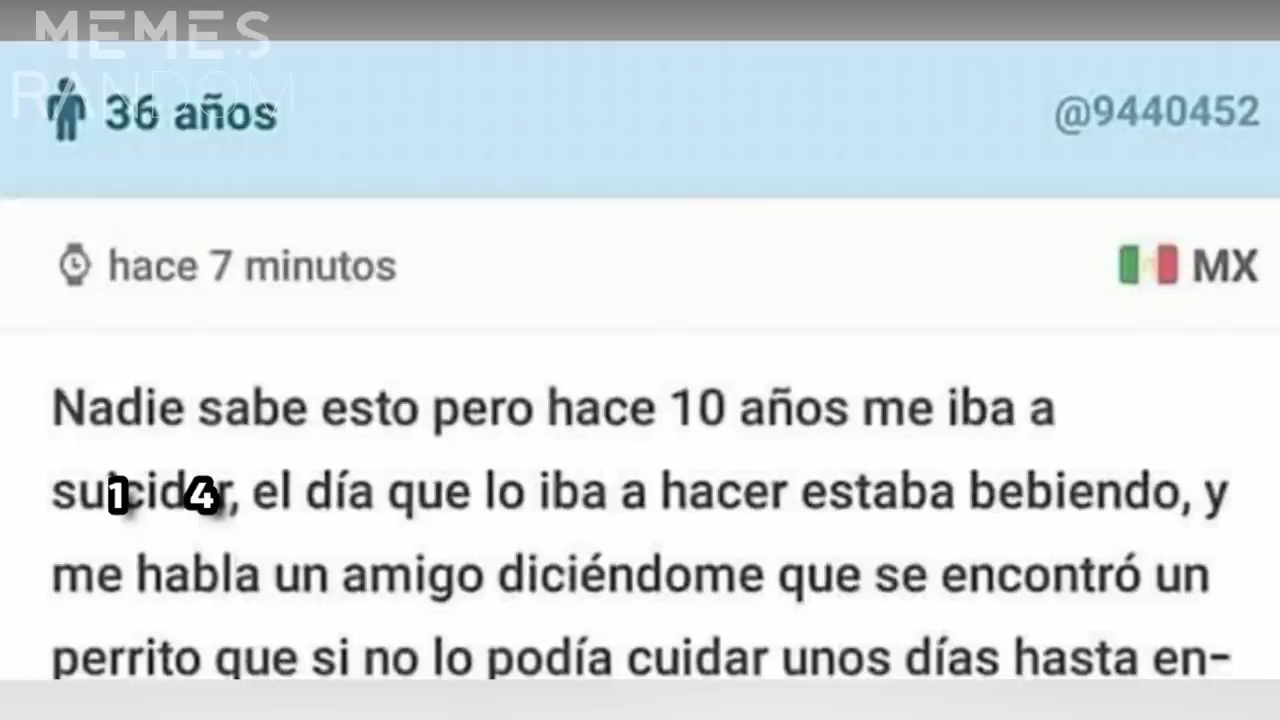 MEMES
RANDOM
36 años
@9440452
hace 7 minutos
MX
Nadie sabe esto pero hace 10 años me iba a
su1cid4r, el día que lo iba a hacer estaba bebiendo, y
me habla un amigo diciéndome que se encontró un
perrito que si no lo podía cuidar unos días hasta en-